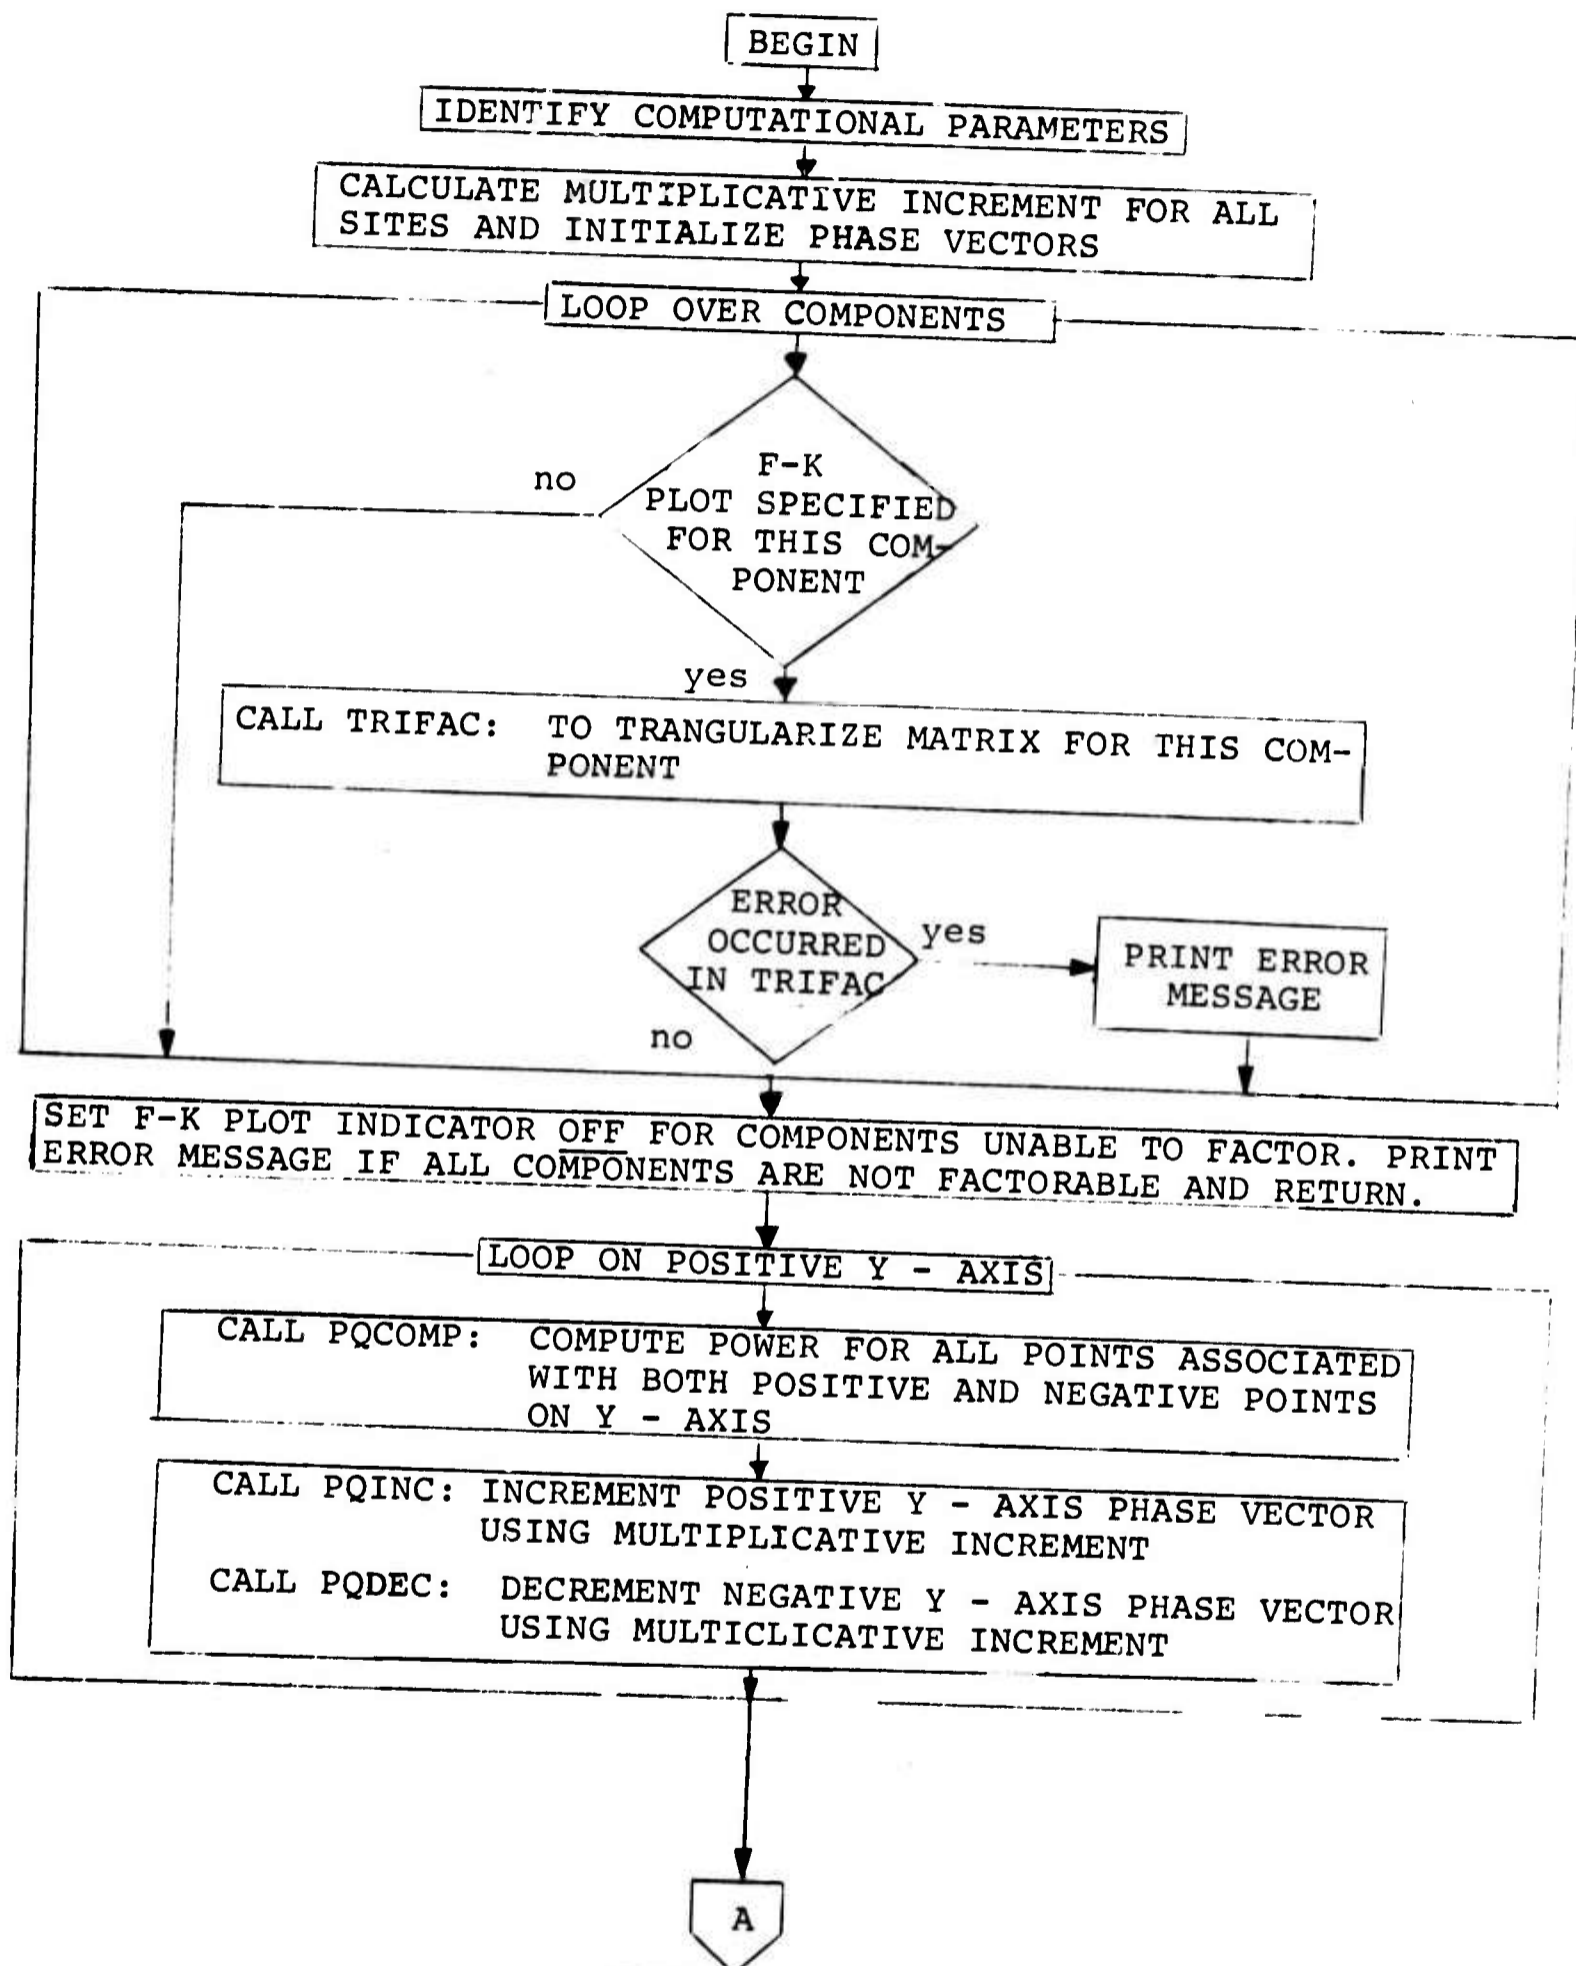 BEGIN
IDENTIFY COMPUTATIONAL PARAMETERS
CALCULATE MULTIPLICATIVE INCREMENT FOR ALL
SITES AND INITIALIZE PHASE VECTORS
LOOP OVER COMPONENTS
no
F-K
PLOT SPECIFIED
FOR THIS COM-
PONENT
yes
CALL TRIFAC: TO TRANGULARIZE MATRIX FOR THIS COM-
PONENT
ERROR
OCCURRED
IN TRIFAC
yes
PRINT ERROR
MESSAGE
no
SET F-K PLOT INDICATOR OFF FOR COMPONENTS UNABLE TO FACTOR. PRINT
ERROR MESSAGE IF ALL COMPONENTS ARE NOT FACTORABLE AND RETURN.
LOOP ON POSITIVE Y - AXIS
CALL PQCOMP: COMPUTE POWER FOR ALL POINTS ASSOCIATED
WITH BOTH POSITIVE AND NEGATIVE POINTS
ON Y - AXIS
CALL PQINC: INCREMENT POSITIVE Y - AXIS PHASE VECTOR
USING MULTIPLICATIVE INCREMENT
CALL PQDEC: DECREMENT NEGATIVE Y - AXIS PHASE VECTOR
USING MULTICLICATIVE INCREMENT
A